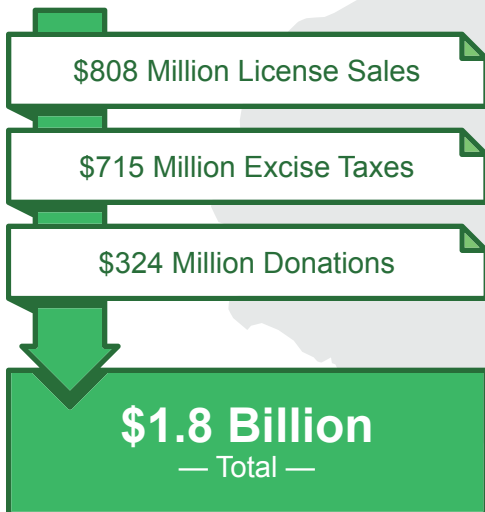 $808 Million License Sales
$715 Million Excise Taxes
$324 Million Donations
$1.8 Billion
— Total —